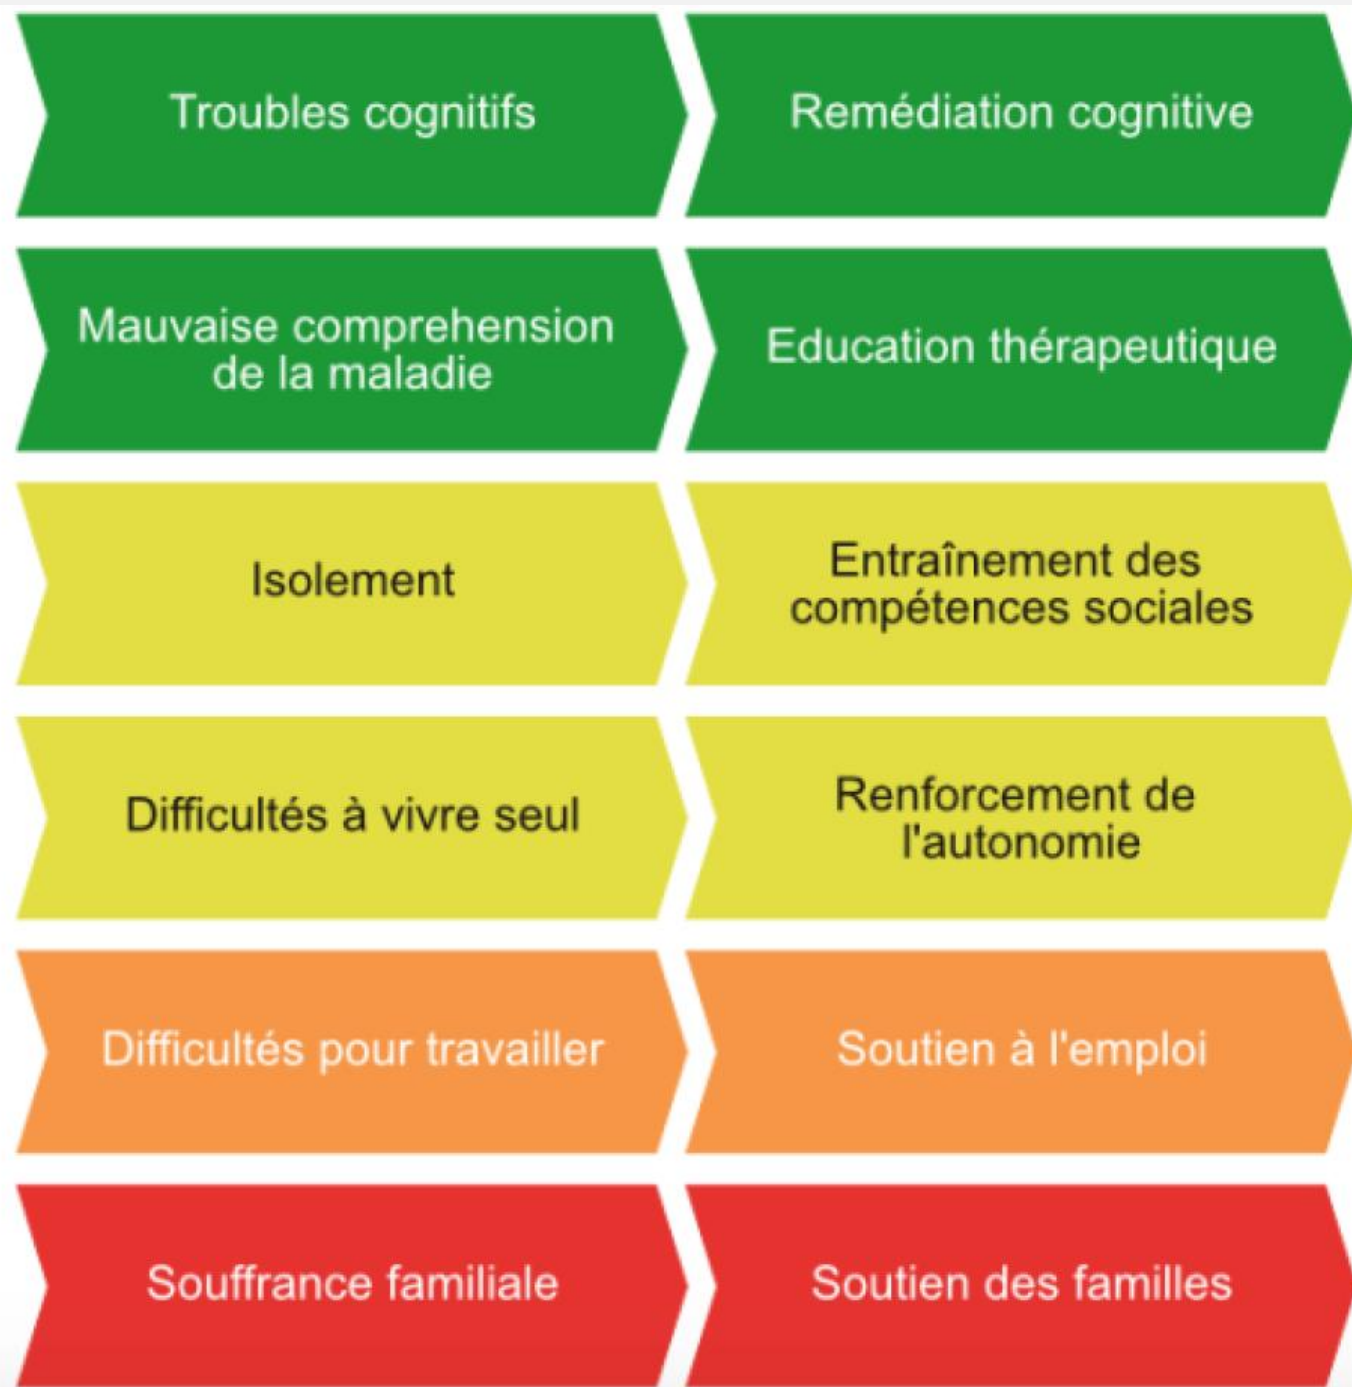 Troubles cognitifs
Remédiation cognitive
Mauvaise comprehension
de la maladie
Education thérapeutique
Isolement
Entraînement des
compétences sociales
Difficultés à vivre seul
Renforcement de
l'autonomie
Difficultés pour travailler
Soutien à l'emploi
Souffrance familiale
Soutien des familles